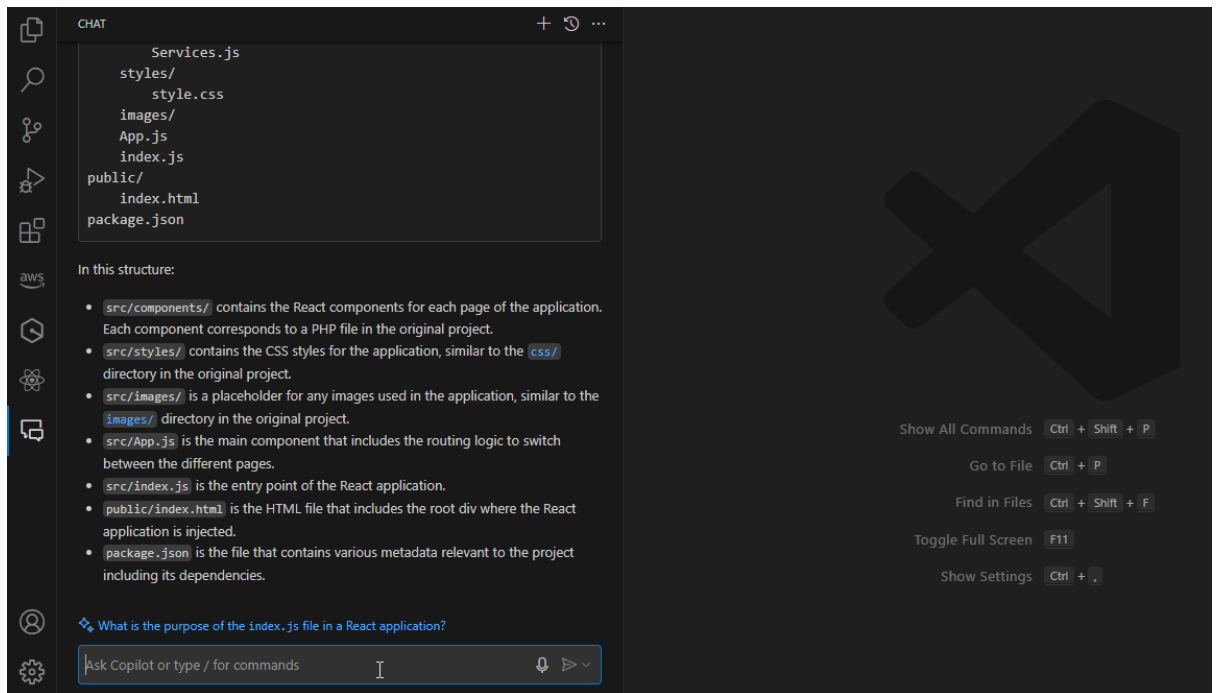 CHAT
Services.js
styles/
style.css
images/
App.js
index.js
public/
index.html
package.json
In this structure:
• src/components/ contains the React components for each page of the application.
Each component corresponds to a PHP file in the original project.
• src/styles/ contains the CSS styles for the application, similar to the css/
directory in the original project.
• src/images/ is a placeholder for any images used in the application, similar to the
images/ directory in the original project.
• src/App.js is the main component that includes the routing logic to switch
between the different pages.
• src/index.js is the entry point of the React application.
• public/index.html is the HTML file that includes the root div where the React
application is injected.
• package.json is the file that contains various metadata relevant to the project
including its dependencies.
What is the purpose of the index.js file in a React application?
Ask Copilot or type / for commands
aws
Show All Commands Ctrl + Shift + P
Go to File Ctrl + P
Find in Files Ctrl + Shift + F
Toggle Full Screen F11
Show Settings Ctrl + ,